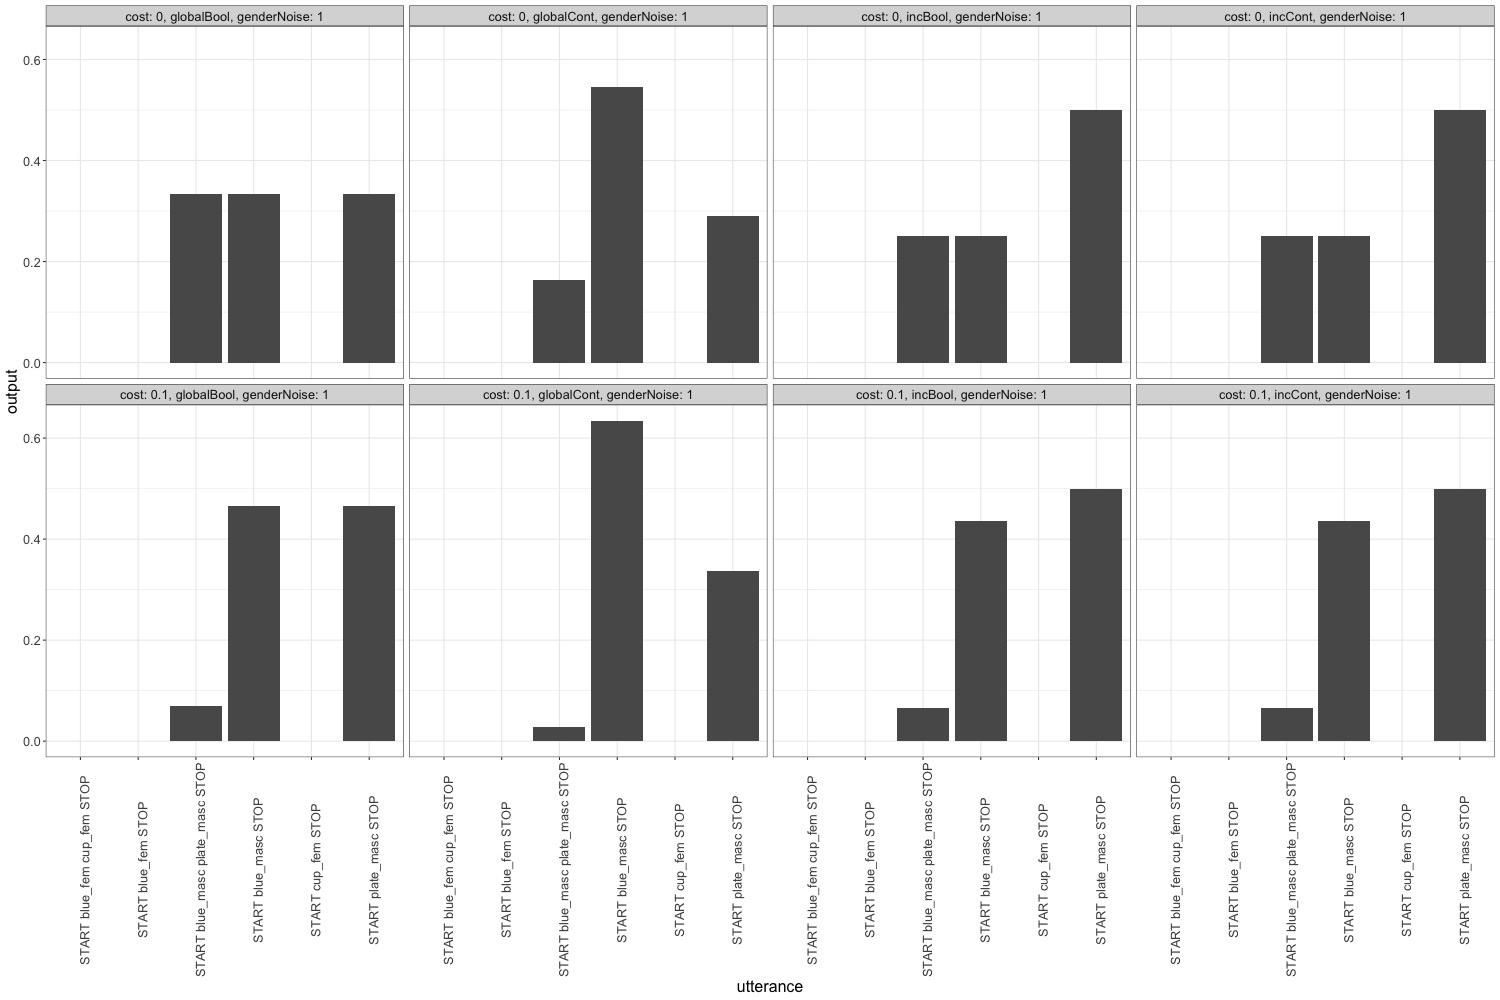 cost: 0, globalBool, genderNoise: 1
cost: 0, globalCont, genderNoise: 1
cost: 0, incBool, genderNoise: 1
cost: 0, incCont, genderNoise: 1
0.6
0.4
0.2
0.0
output
cost: 0.1, globalBool, genderNoise: 1
cost: 0.1, globalCont, genderNoise: 1
cost: 0.1, incBool, genderNoise: 1
cost: 0.1, incCont, genderNoise: 1
0.6
0.4
0.2
0.0
START blue_fem cup_fem STOP
START blue_fem STOP
START blue_masc plate_masc STOP
START blue_masc STOP
START cup_fem STOP
START plate_masc STOP
START blue_fem cup_fem STOP
START blue_fem STOP
START blue_masc plate_masc STOP
START blue_masc STOP
START cup_fem STOP
START plate_masc STOP
START blue_fem cup_fem STOP
START blue_fem STOP
START blue_masc plate_masc STOP
START blue_masc STOP
START cup_fem STOP
START plate_masc STOP
START blue_fem cup_fem STOP
START blue_fem STOP
START blue_masc plate_masc STOP
START blue_masc STOP
START cup_fem STOP
START plate_masc STOP
utterance